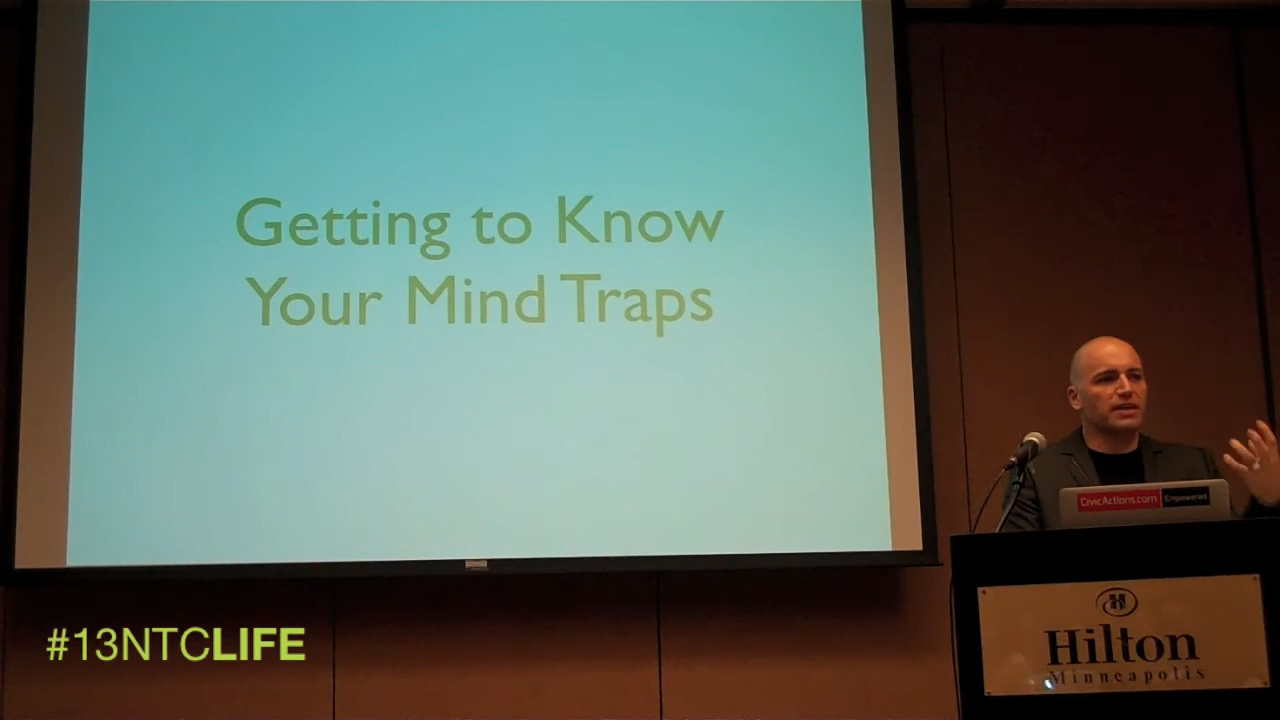 Getting to Know
Your Mind Traps
CivicActions.com Empowered
Hilton
Minneapolis
#13NTCLIFE